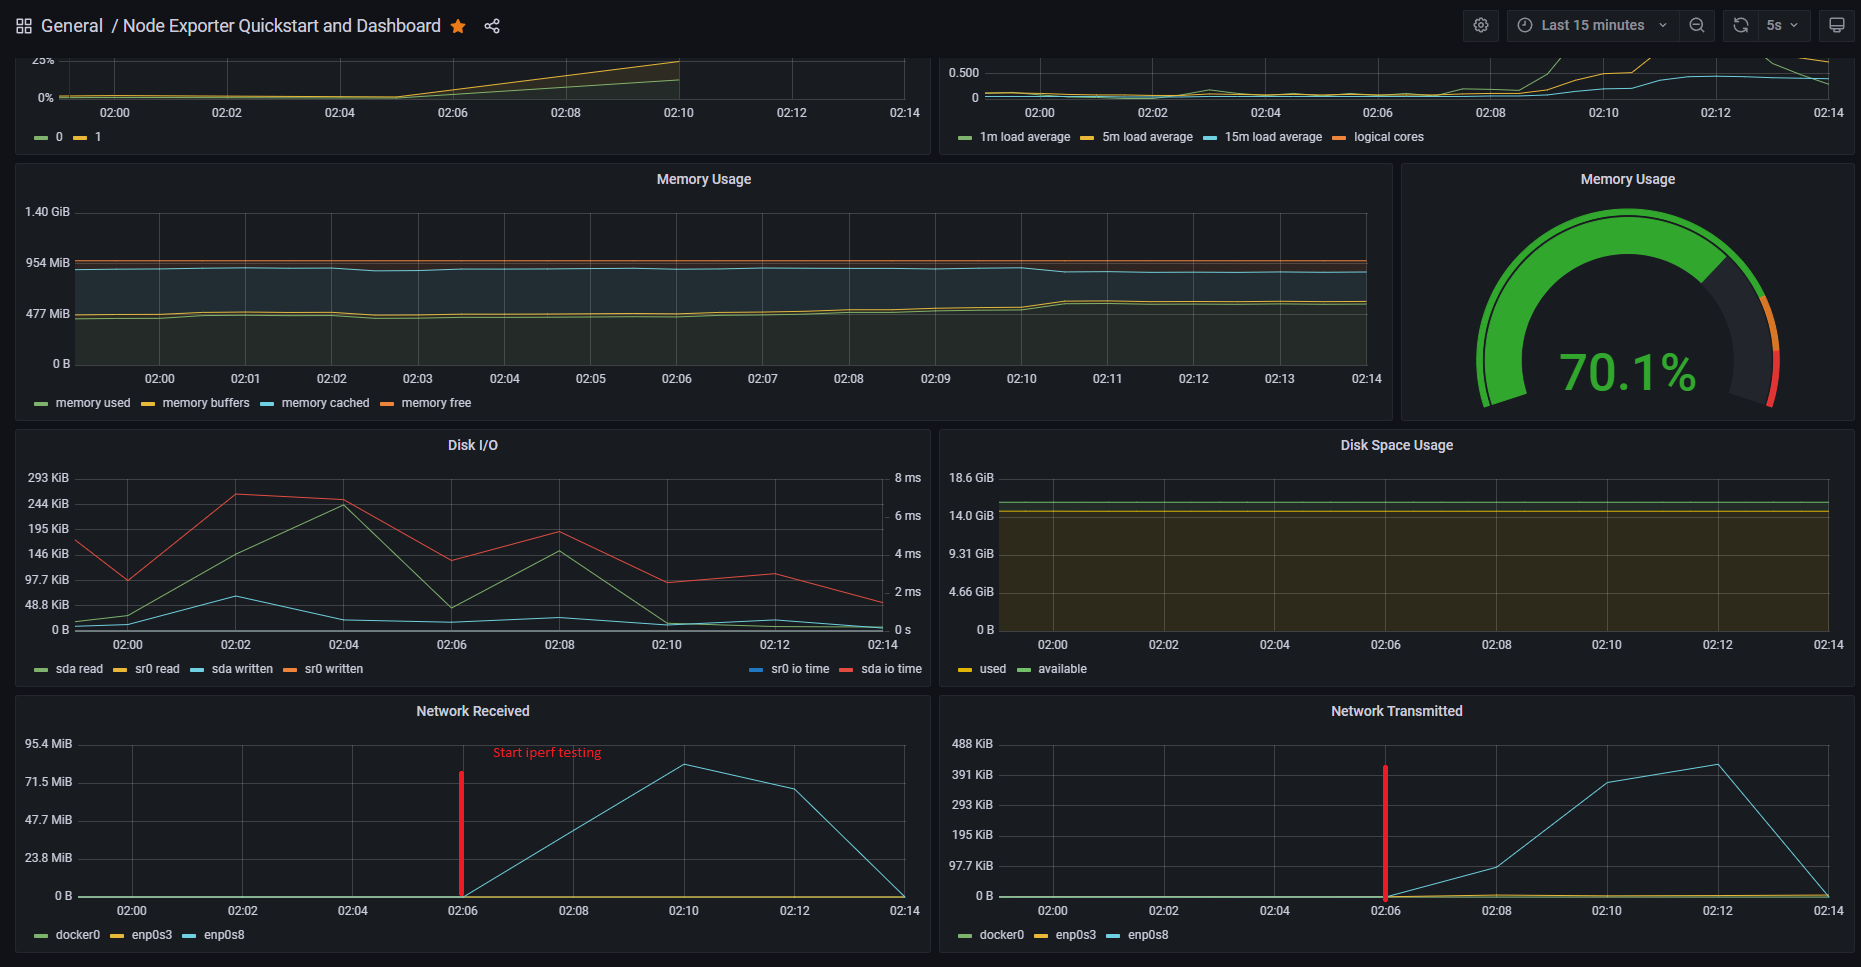 General / Node Exporter Quickstart and Dashboard
Last 15 minutes
5s
25%
0%
02:00 02:02 02:04 02:06 02:08 02:10 02:12 02:14
0 1
0.500
0
02:00 02:02 02:04 02:06 02:08 02:10 02:12 02:14
1m load average 5m load average 15m load average logical cores
Memory Usage
1.40 GiB
954 MiB
477 MiB
0 B
02:00 02:01 02:02 02:03 02:04 02:05 02:06 02:07 02:08 02:09 02:10 02:11 02:12 02:13 02:14
memory used memory buffers memory cached memory free
Memory Usage
70.1%
Disk I/O
293 KiB
244 KiB
195 KiB
146 KiB
97.7 KiB
48.8 KiB
0 B
8 ms
6 ms
4 ms
2 ms
0 s
02:00 02:02 02:04 02:06 02:08 02:10 02:12 02:14
sda read sr0 read sda written sr0 written sr0 io time sda io time
Disk Space Usage
18.6 GiB
14.0 GiB
9.31 GiB
4.66 GiB
0 B
02:00 02:02 02:04 02:06 02:08 02:10 02:12 02:14
used available
Network Received
95.4 MiB
71.5 MiB
47.7 MiB
23.8 MiB
0 B
Start iperf testing
02:00 02:02 02:04 02:06 02:08 02:10 02:12 02:14
docker0 enp0s3 enp0s8
Network Transmitted
488 KiB
391 KiB
293 KiB
195 KiB
97.7 KiB
0 B
02:00 02:02 02:04 02:06 02:08 02:10 02:12 02:14
docker0 enp0s3 enp0s8